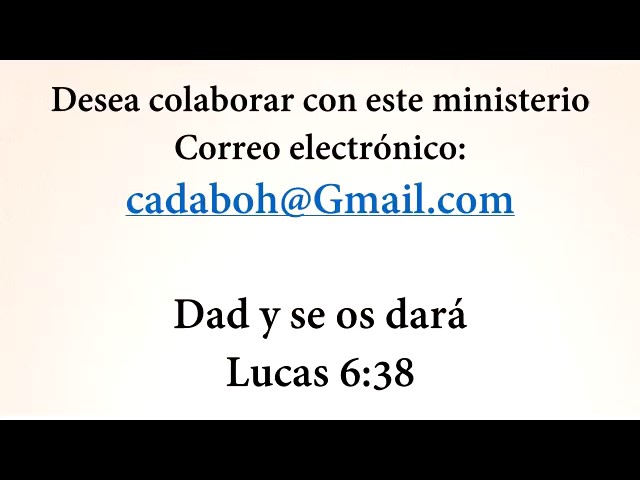 Desea colaborar con este ministerio
Correo electrónico:
cadaboh@Gmail.com
Dad y se os dará
Lucas 6:38